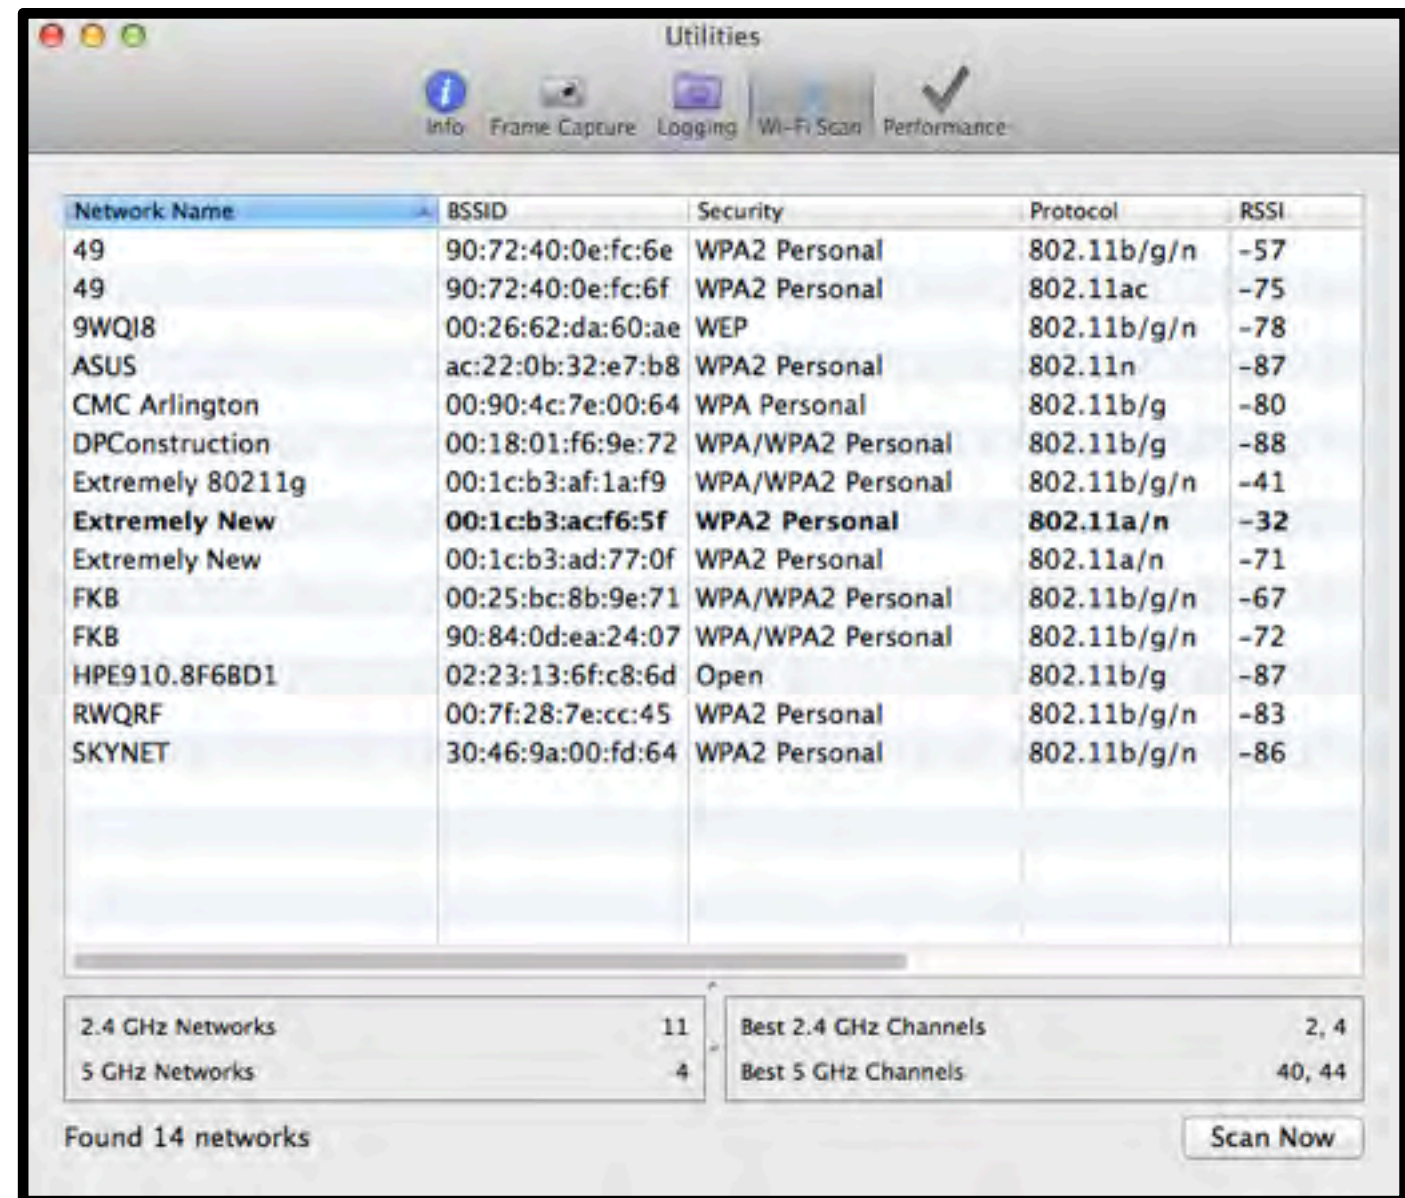 Utilities
Info Frame Capture Logging Wi-Fi Scan Performance
Network Name BSSID Security Protocol RSSI
49 90:72:40:0e:fc:6e WPA2 Personal 802.11b/g/n -57
49 90:72:40:0e:fc:6f WPA2 Personal 802.11ac -75
9WQI8 00:26:62:da:60:ae WEP 802.11b/g/n -78
ASUS ac:22:0b:32:e7:b8 WPA2 Personal 802.11n -87
CMC Arlington 00:90:4c:7e:00:64 WPA Personal 802.11b/g -80
DPConstruction 00:18:01:f6:9e:72 WPA/WPA2 Personal 802.11b/g -88
Extremely 80211g 00:1c:b3:af:1a:f9 WPA/WPA2 Personal 802.11b/g/n -41
Extremely New 00:1c:b3:ac:f6:5f WPA2 Personal 802.11a/n -32
Extremely New 00:1c:b3:ad:77:0f WPA2 Personal 802.11a/n -71
FKB 00:25:bc:8b:9e:71 WPA/WPA2 Personal 802.11b/g/n -67
FKB 90:84:0d:ea:24:07 WPA/WPA2 Personal 802.11b/g/n -72
HPE910.8F6BD1 02:23:13:6f:c8:6d Open 802.11b/g -87
RWQRF 00:7f:28:7e:cc:45 WPA2 Personal 802.11b/g/n -83
SKYNET 30:46:9a:00:fd:64 WPA2 Personal 802.11b/g/n -86
2.4 GHz Networks 11 Best 2.4 GHz Channels 2, 4
5 GHz Networks 4 Best 5 GHz Channels 40, 44
Found 14 networks Scan Now